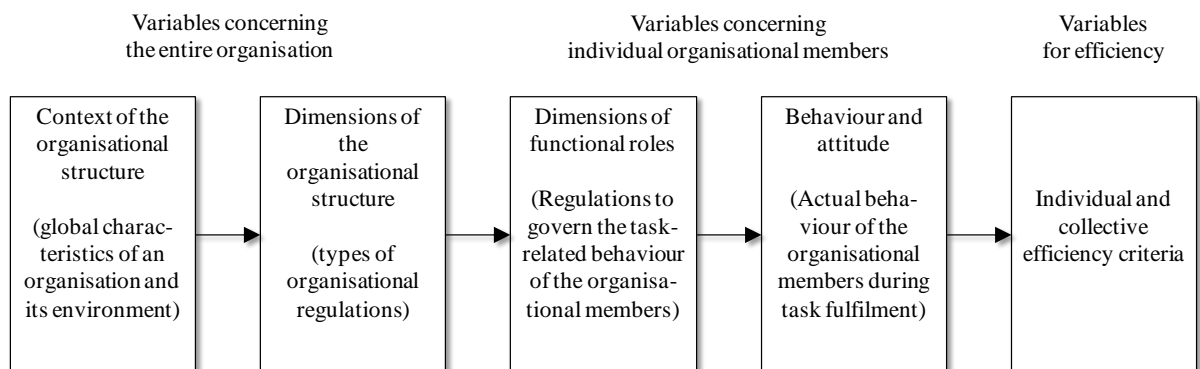 Variables concerning
the entire organisation
Variables concerning
individual organisational members
Variables
for efficiency
Context of the
organisational
structure
(global charac-
teristics of an
organisation and
its environment)
Dimensions of
the
organisational
structure
(types of
organisational
regulations)
Dimensions of
functional roles
(Regulations to
govern the task-
related behaviour
of the organisa-
tional members)
Behaviour and
attitude
(Actual beha-
viour of the
organisational
members during
task fulfilment)
Individual and
collective
efficiency criteria